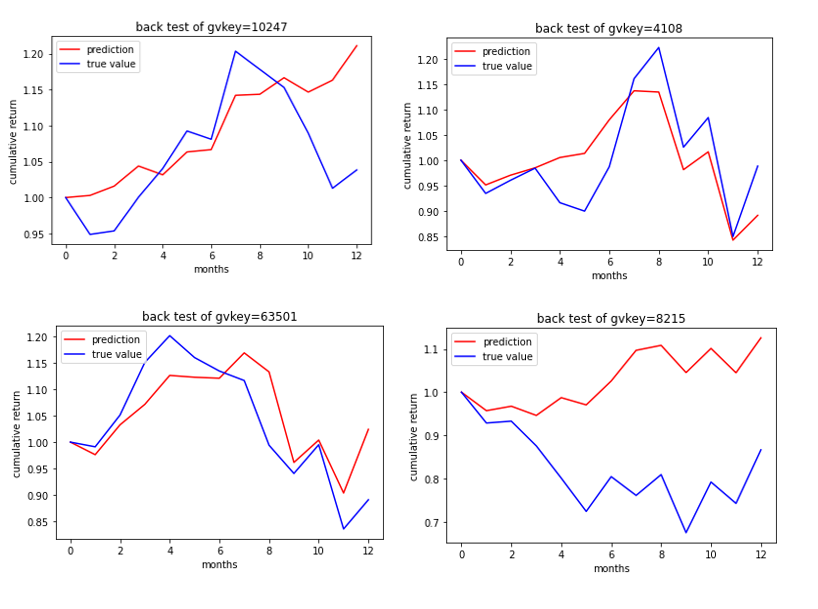 back test of gvkey=10247
prediction
true value
cumulative return
1.20
1.15
1.10
1.05
1.00
0.95
0 2 4 6 8 10 12
months
back test of gvkey=4108
prediction
true value
cumulative return
1.20
1.15
1.10
1.05
1.00
0.95
0.90
0.85
0 2 4 6 8 10 12
months
back test of gvkey=63501
prediction
true value
cumulative return
1.20
1.15
1.10
1.05
1.00
0.95
0.90
0.85
0 2 4 6 8 10 12
months
back test of gvkey=8215
prediction
true value
cumulative return
1.1
1.0
0.9
0.8
0.7
0 2 4 6 8 10 12
months